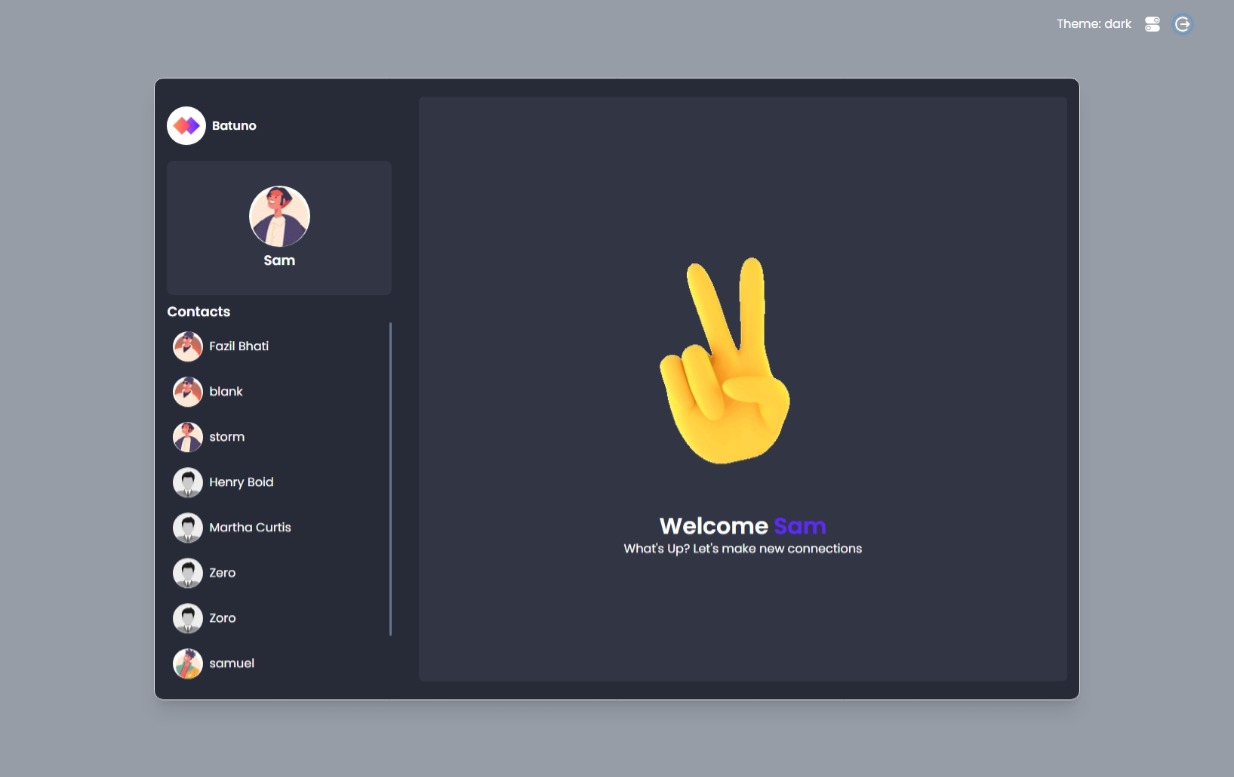 Theme: dark
Batuno
Sam
Contacts
Fazil Bhati
blank
storm
Henry Boid
Martha Curtis
Zero
Zoro
samuel
Welcome Sam
What's Up? Let's make new connections